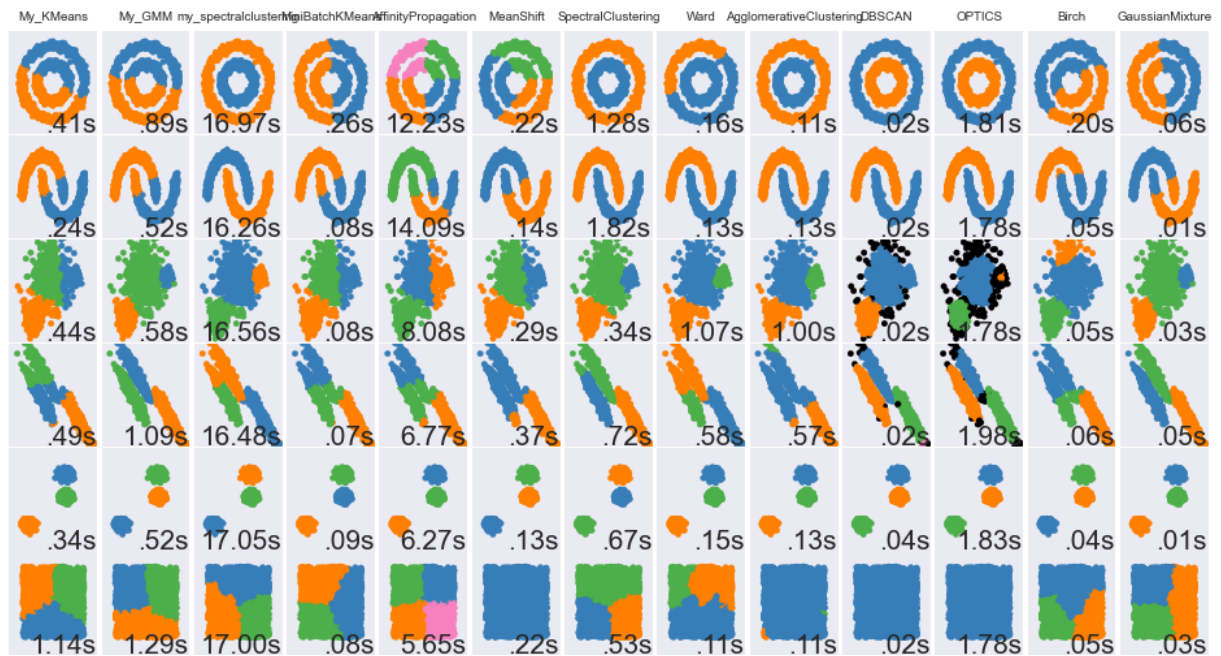 My_KMeans My_GMM my_spectralclustering MiniBatchKMeans AffinityPropagation MeanShift SpectralClustering Ward AgglomerativeClustering DBSCAN OPTICS Birch GaussianMixture
.41s .89s 16.97s .26s 12.23s .22s 1.28s .16s .11s .02s 1.81s .20s .06s
.24s .52s 16.26s .08s 14.09s .14s 1.82s .13s .13s .02s 1.78s .05s .01s
.44s .58s 16.56s .08s 8.08s .29s .34s 1.07s 1.00s .02s 1.78s .05s .03s
.49s 1.09s 16.48s .07s 6.77s .37s .72s .58s .57s .02s 1.98s .06s .05s
.34s .52s 17.05s .09s 6.27s .13s .67s .15s .13s .04s 1.83s .04s .01s
1.14s 1.29s 17.00s .08s 5.65s .22s .53s .11s .11s .02s 1.78s .05s .03s